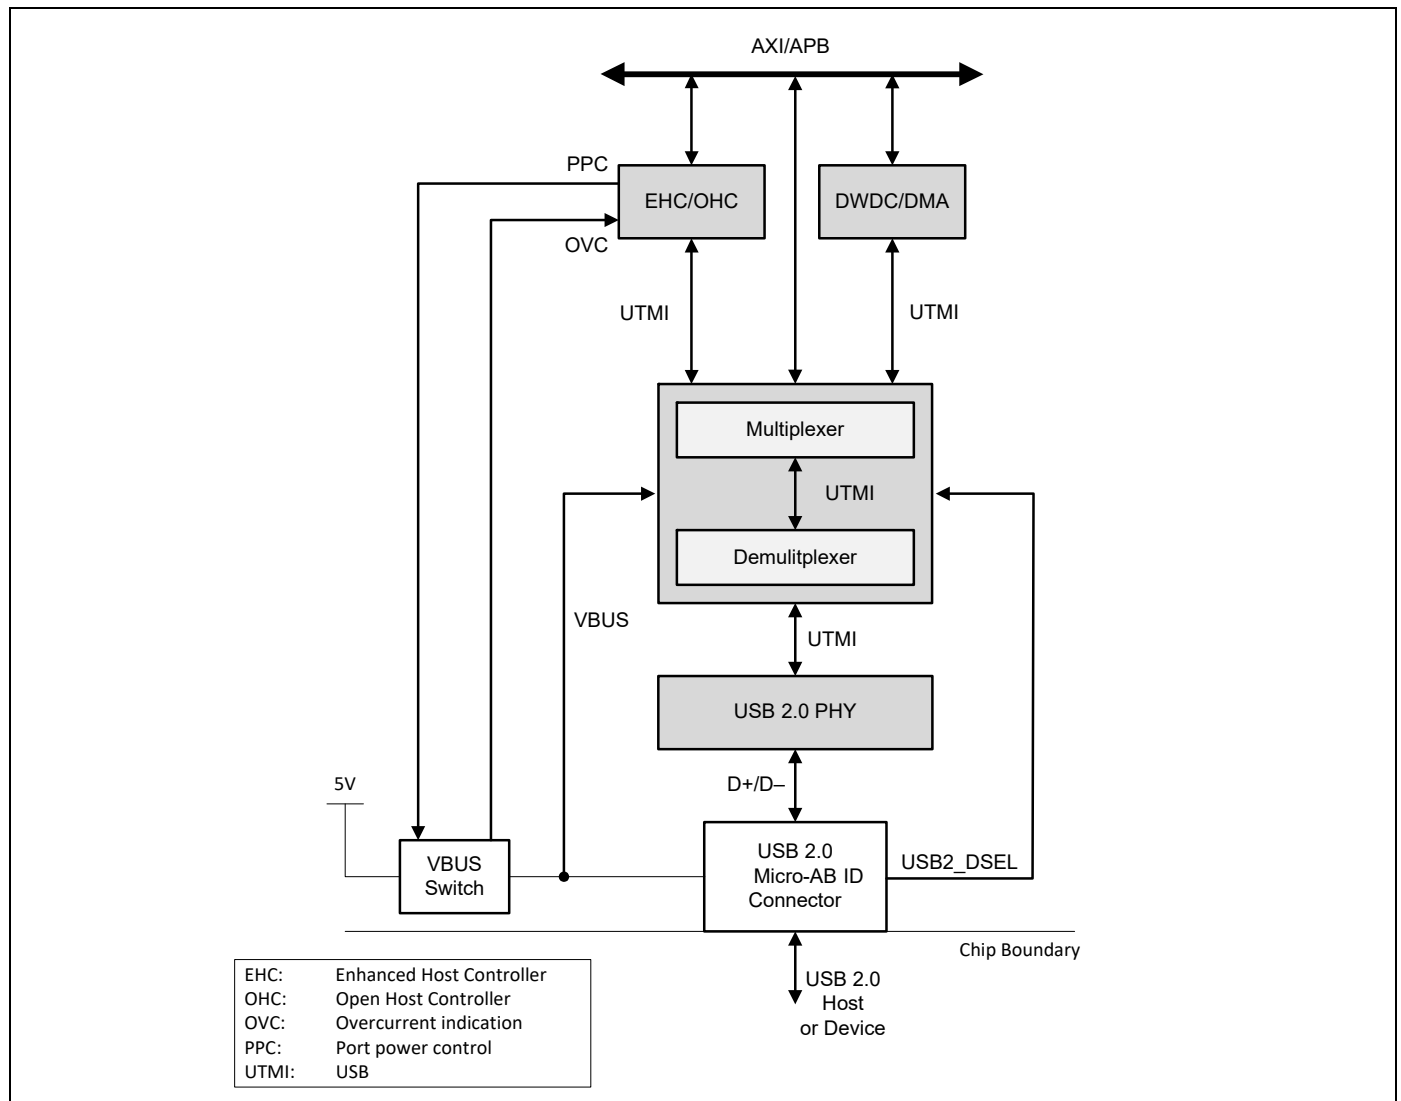 AXI/APB
PPC
EHC/OHC
DWDC/DMA
OVC
UTMI
UTMI
Multiplexer
UTMI
Demulitplexer
VBUS
UTMI
USB 2.0 PHY
D+/D–
5V
VBUS
Switch
USB 2.0
Micro-AB ID
Connector
USB2_DSEL
Chip Boundary
USB 2.0
Host
or Device
EHC: Enhanced Host Controller
OHC: Open Host Controller
OVC: Overcurrent indication
PPC: Port power control
UTMI: USB